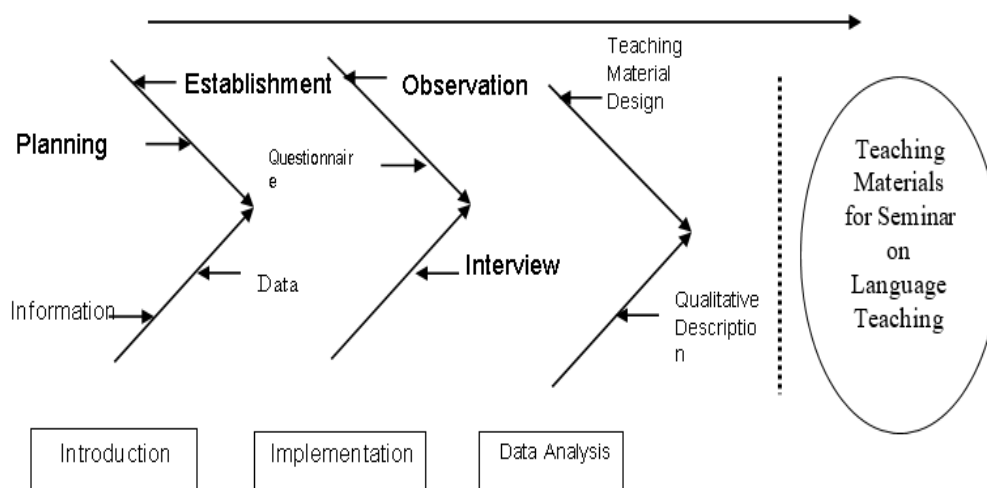 Establishment
Planning
Information
Data
Observation
Questionnair
e
Interview
Teaching
Material
Design
Qualitative
Descriptio
n
Teaching
Materials
for Seminar
on
Language
Teaching
Introduction
Implementation
Data Analysis